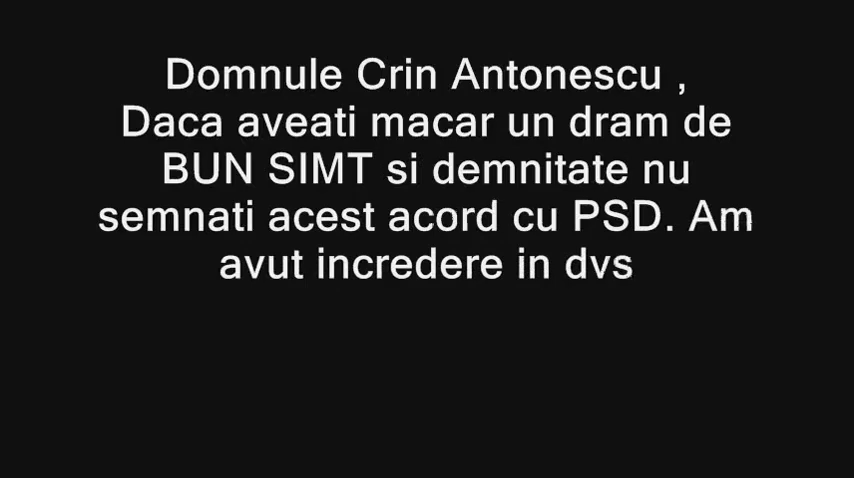 Domnule Crin Antonescu ,
Daca aveati macar un dram de
BUN SIMT si demnitate nu
semnati acest acord cu PSD. Am
avut incredere in dvs